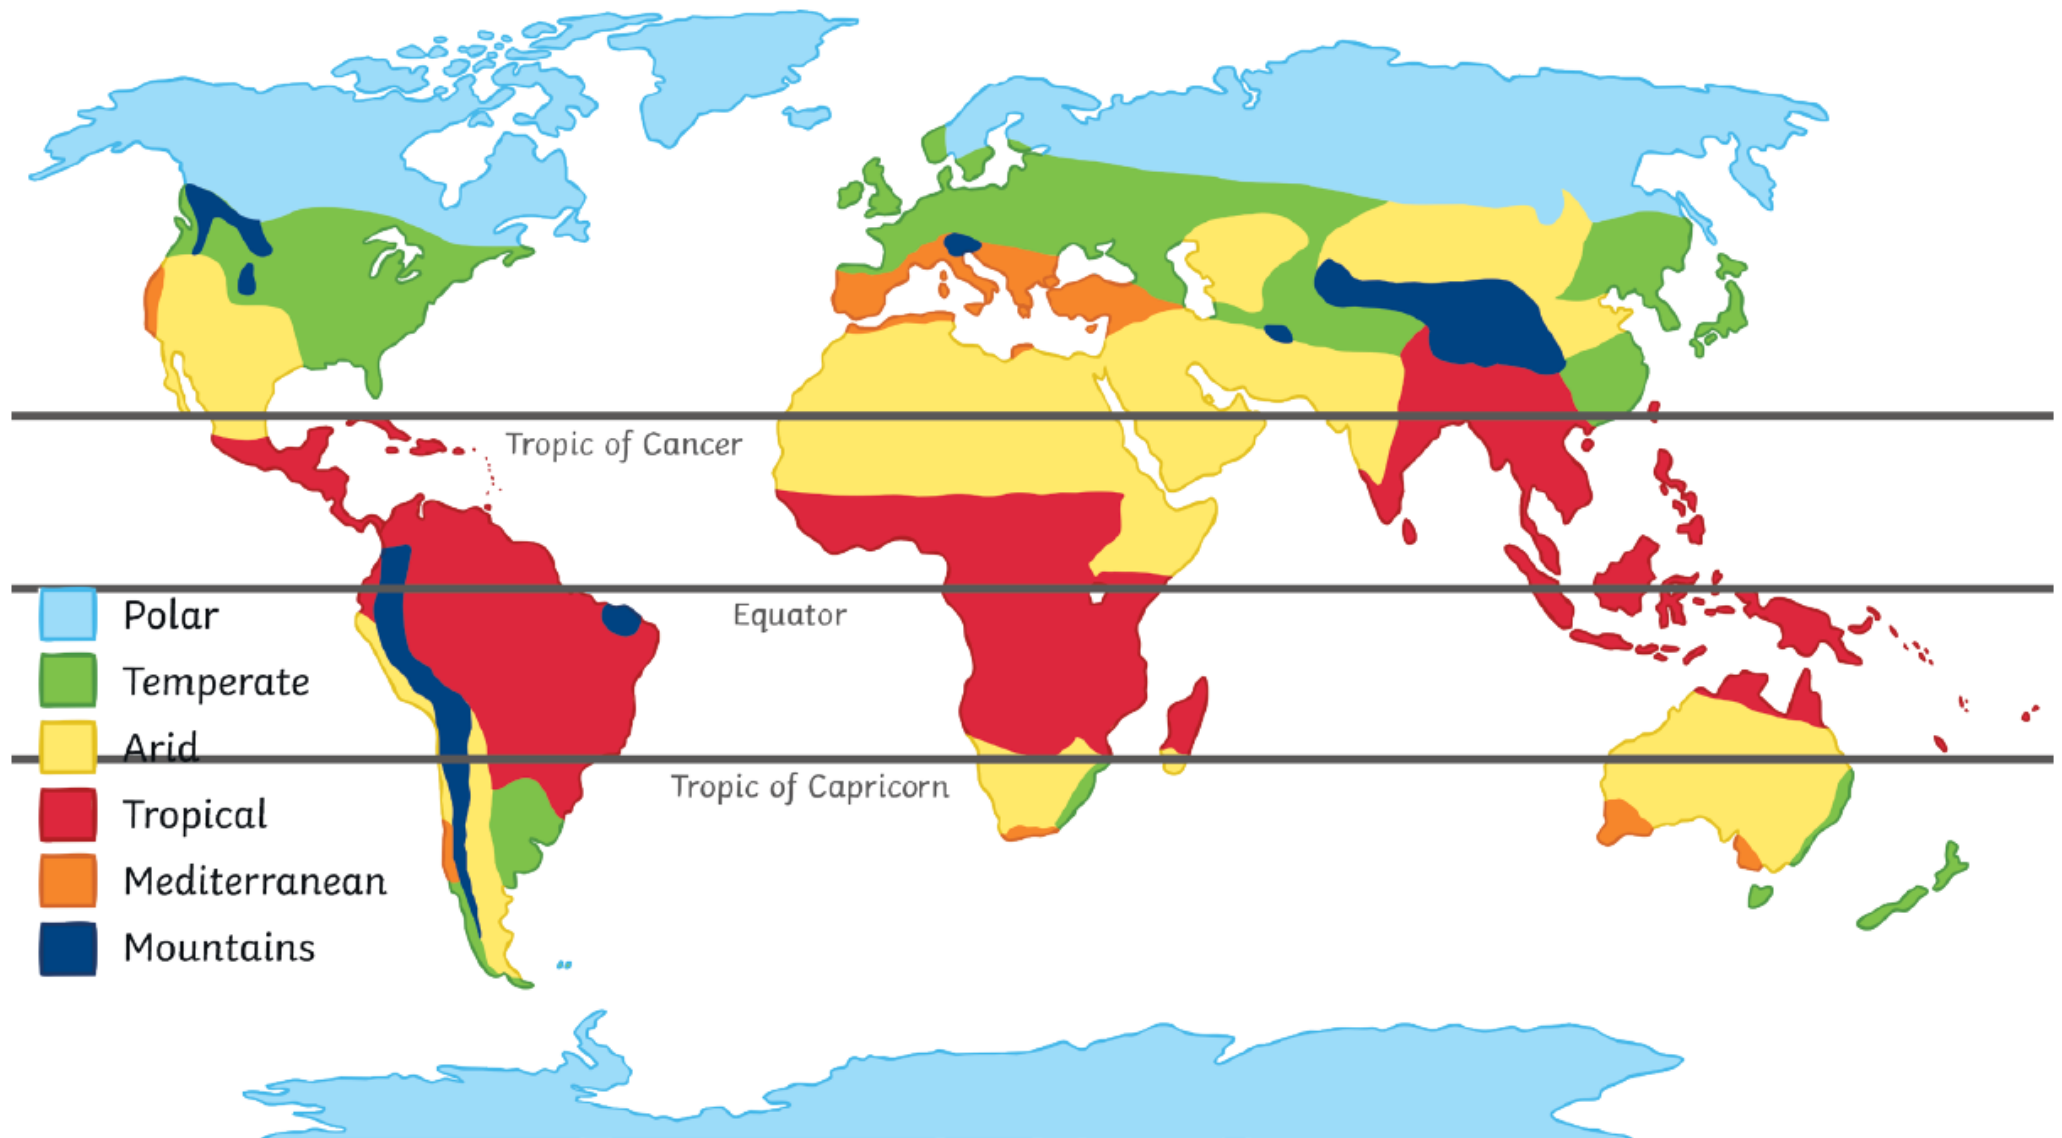 Tropic of Cancer
Equator
Tropic of Capricorn
Polar
Temperate
Arid
Tropical
Mediterranean
Mountains